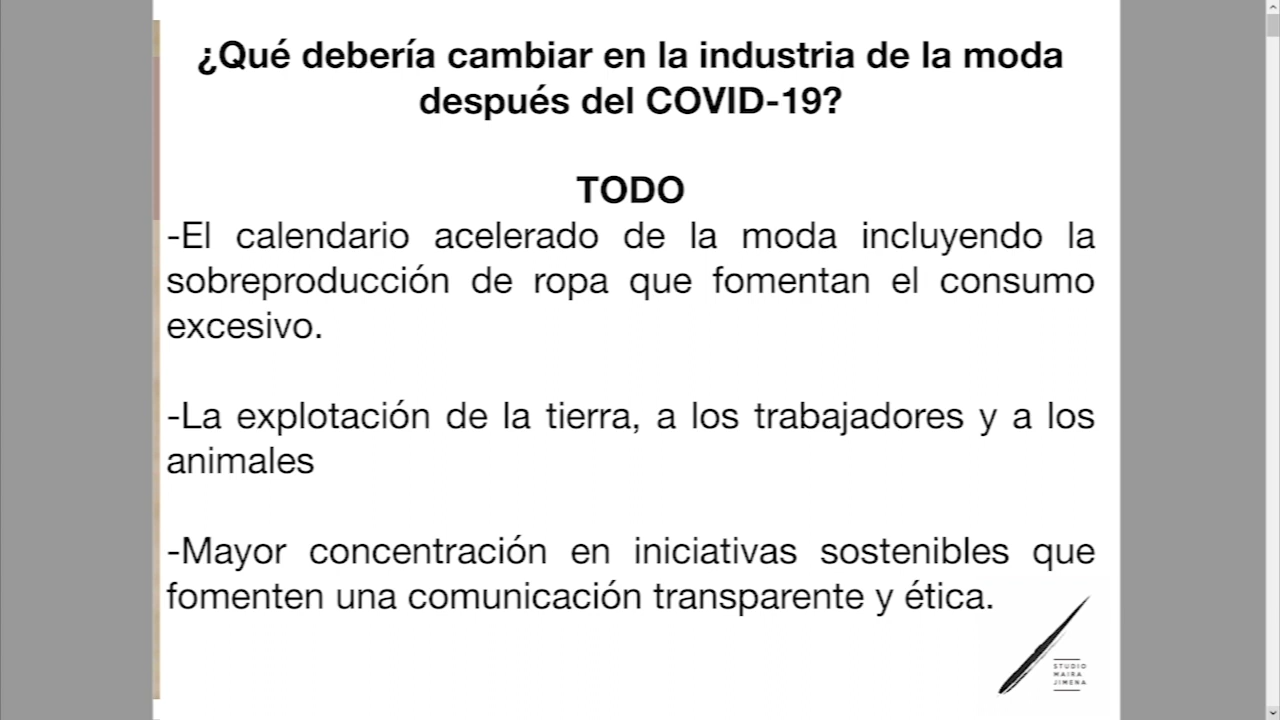 ¿Qué debería cambiar en la industria de la moda
después del COVID-19?
TODO
-El calendario acelerado de la moda incluyendo la
sobreproducción de ropa que fomentan el consumo
excesivo.
-La explotación de la tierra, a los trabajadores y a los
animales
-Mayor concentración en iniciativas sostenibles que
fomenten una comunicación transparente y ética.
STUDIO
MAIRA
JIMENA